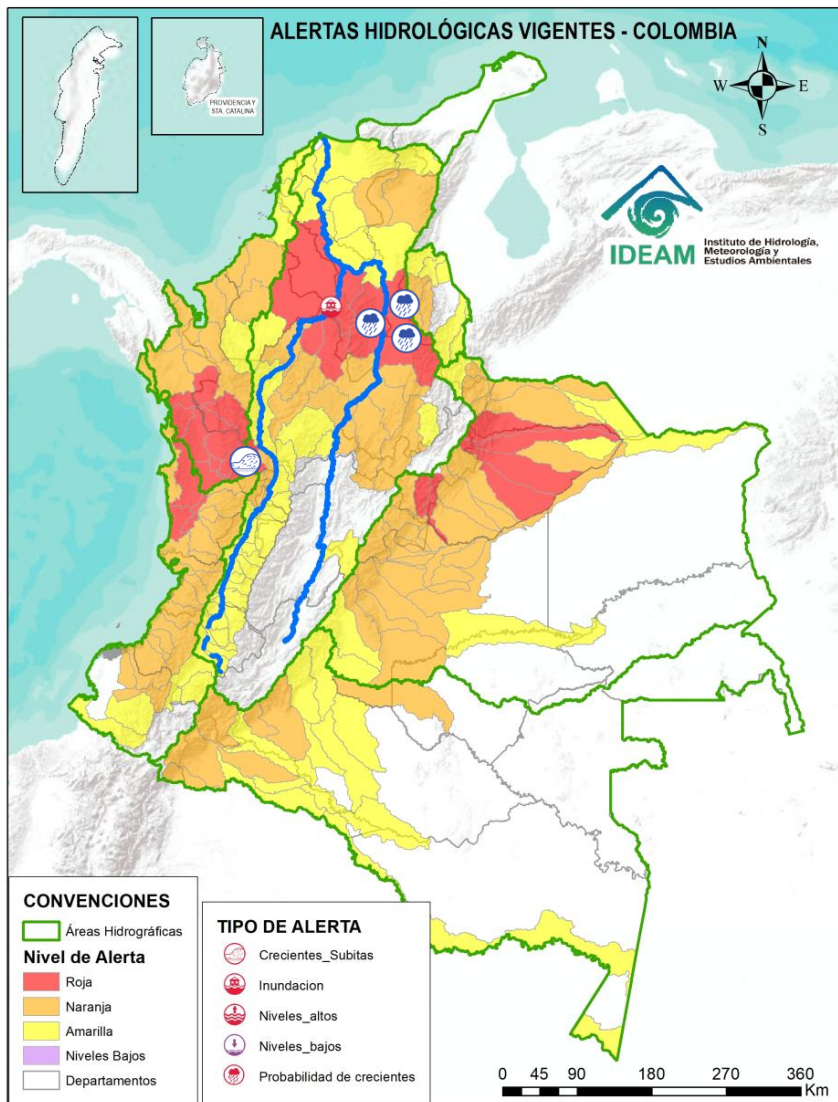 ALERTAS HIDROLÓGICAS VIGENTES - COLOMBIA
PROVIDENCIA Y
STA. CATALINA
N
W
E
S
IDEAM
Instituto de Hidrología,
Meteorología y
Estudios Ambientales
CONVENCIONES
Áreas Hidrográficas
Nivel de Alerta
Roja
Naranja
Amarilla
Niveles Bajos
Departamentos
TIPO DE ALERTA
Crecientes_Subitas
Inundacion
Niveles_altos
Niveles_bajos
Probabilidad de crecientes
0 45 90 180 270 360
Km